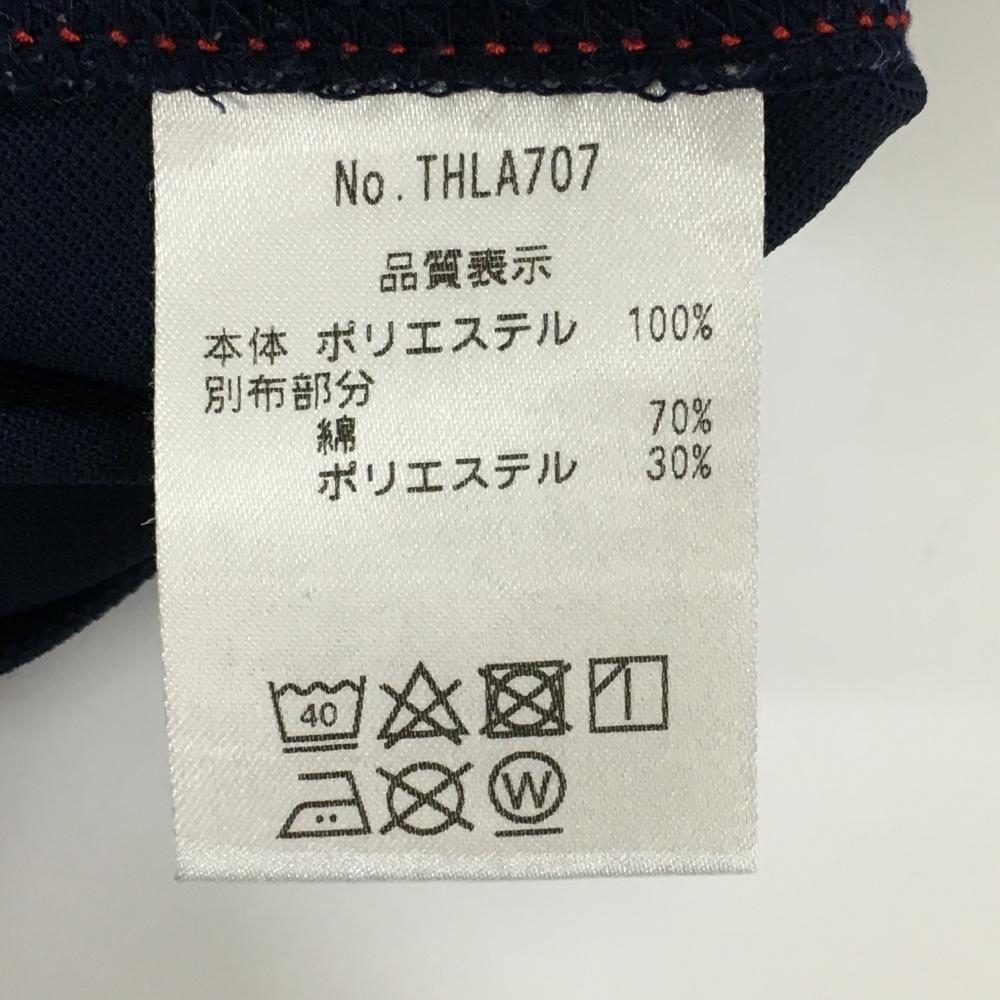 No.THLA707
品質表示
本体 ポリエステル 100%
別布部分
綿 70%
ポリエステル 30%
40
W